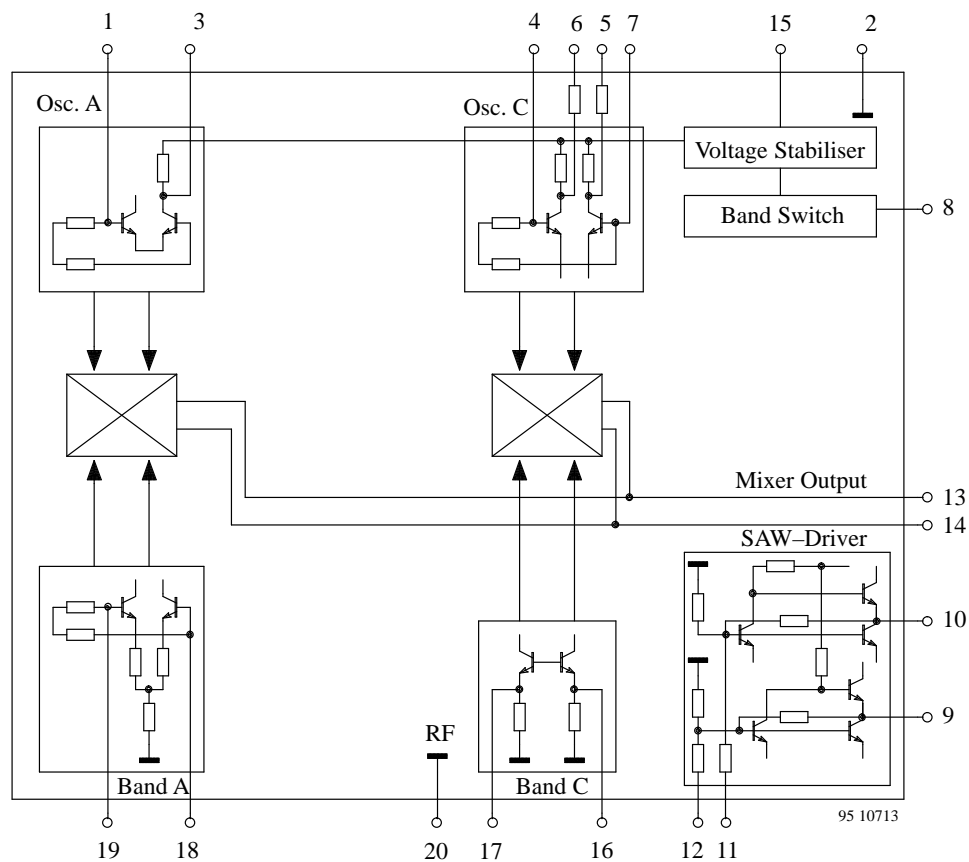 1 3 4 6 5 7 15 2
Osc. A
Osc. C
Voltage Stabiliser
Band Switch
8
Mixer Output
13
14
SAW–Driver
10
9
RF
Band A
Band C
95 10713
19 18 20 17 16 12 11